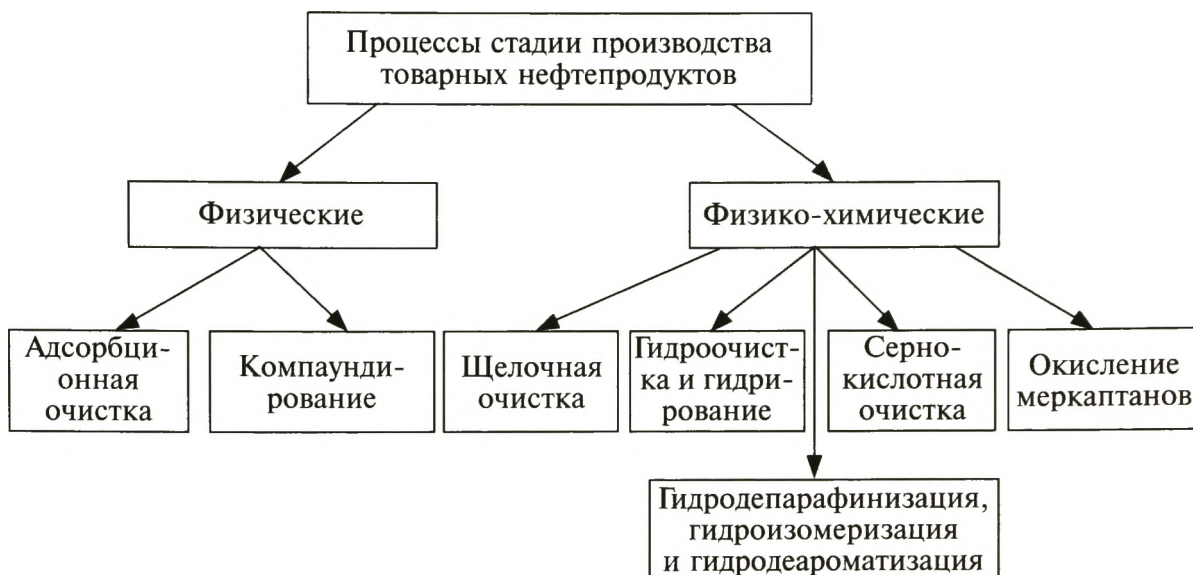 Процессы стадии производства
товарных нефтепродуктов
Физические
Физико-химические
Адсорбци-
онная
очистка
Компаунди-
рование
Щелочная
очистка
Гидроочист-
ка и гидри-
рование
Серно-
кислотная
очистка
Окисление
меркаптанов
Гидродепарафинизация,
гидроизомеризация
и гидродеароматизация